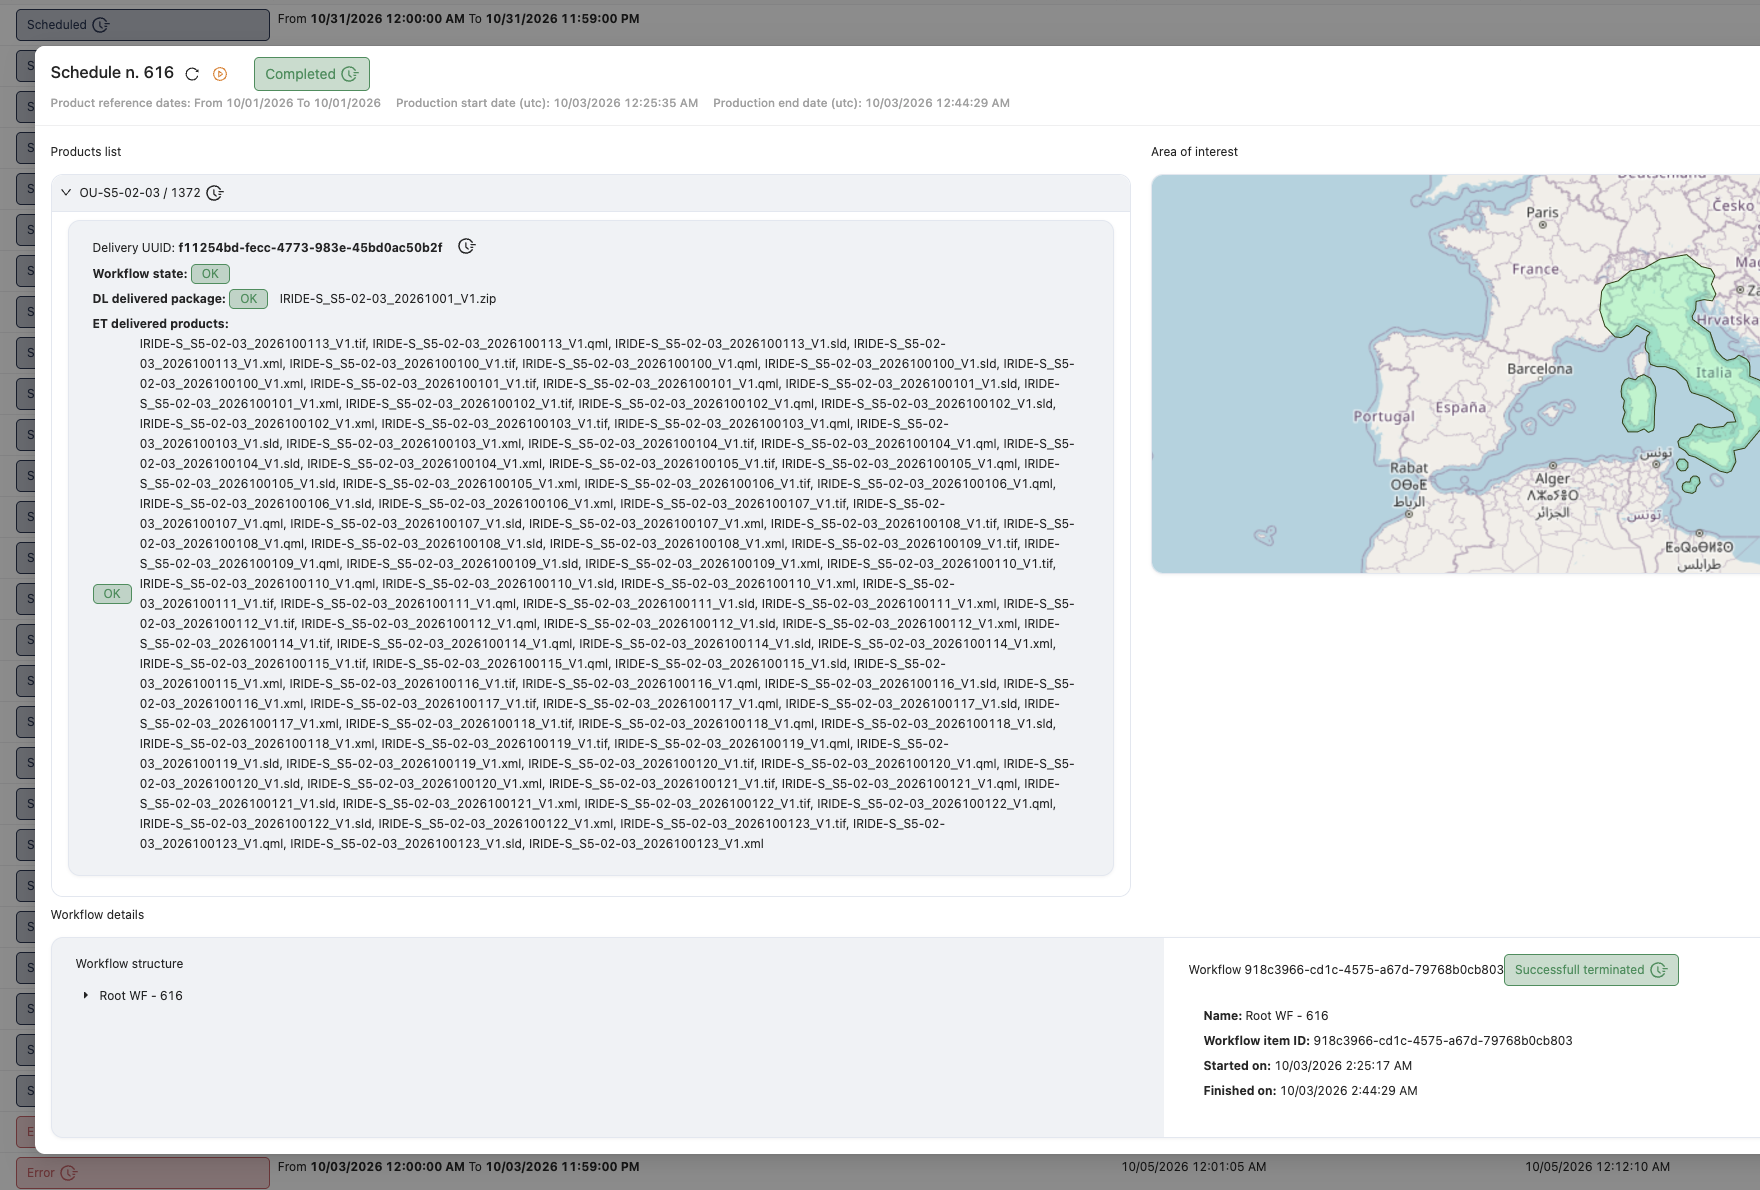 Scheduled
From 10/31/2026 12:00:00 AM To 10/31/2026 11:59:00 PM
Schedule n. 616
Completed
Product reference dates: From 10/01/2026 To 10/01/2026 Production start date (utc): 10/03/2026 12:25:35 AM Production end date (utc): 10/03/2026 12:44:29 AM
Products list
OU-S5-02-03 / 1372
Delivery UUID: f11254bd-fecc-4773-983e-45bd0ac50b2f
Workflow state: OK
DL delivered package: OK IRIDE-S_S5-02-03_20261001_V1.zip
ET delivered products:
OK
IRIDE-S_S5-02-03_2026100113_V1.tif, IRIDE-S_S5-02-03_2026100113_V1.qml, IRIDE-S_S5-02-03_2026100113_V1.sld, IRIDE-S_S5-02-
03_2026100113_V1.xml, IRIDE-S_S5-02-03_2026100100_V1.tif, IRIDE-S_S5-02-03_2026100100_V1.qml, IRIDE-S_S5-02-03_2026100100_V1.sld, IRIDE-S_S5-
02-03_2026100100_V1.xml, IRIDE-S_S5-02-03_2026100101_V1.tif, IRIDE-S_S5-02-03_2026100101_V1.qml, IRIDE-S_S5-02-03_2026100101_V1.sld, IRIDE-
S_S5-02-03_2026100101_V1.xml, IRIDE-S_S5-02-03_2026100102_V1.tif, IRIDE-S_S5-02-03_2026100102_V1.qml, IRIDE-S_S5-02-03_2026100102_V1.sld,
IRIDE-S_S5-02-03_2026100102_V1.xml, IRIDE-S_S5-02-03_2026100103_V1.tif, IRIDE-S_S5-02-03_2026100103_V1.qml, IRIDE-S_S5-02-
03_2026100103_V1.sld, IRIDE-S_S5-02-03_2026100103_V1.xml, IRIDE-S_S5-02-03_2026100104_V1.tif, IRIDE-S_S5-02-03_2026100104_V1.qml, IRIDE-S_S5-
02-03_2026100104_V1.sld, IRIDE-S_S5-02-03_2026100104_V1.xml, IRIDE-S_S5-02-03_2026100105_V1.tif, IRIDE-S_S5-02-03_2026100105_V1.qml, IRIDE-
S_S5-02-03_2026100105_V1.sld, IRIDE-S_S5-02-03_2026100105_V1.xml, IRIDE-S_S5-02-03_2026100106_V1.tif, IRIDE-S_S5-02-03_2026100106_V1.qml,
IRIDE-S_S5-02-03_2026100106_V1.sld, IRIDE-S_S5-02-03_2026100106_V1.xml, IRIDE-S_S5-02-03_2026100107_V1.tif, IRIDE-S_S5-02-
03_2026100107_V1.qml, IRIDE-S_S5-02-03_2026100107_V1.sld, IRIDE-S_S5-02-03_2026100107_V1.xml, IRIDE-S_S5-02-03_2026100108_V1.tif, IRIDE-S_S5-
02-03_2026100108_V1.qml, IRIDE-S_S5-02-03_2026100108_V1.sld, IRIDE-S_S5-02-03_2026100108_V1.xml, IRIDE-S_S5-02-03_2026100109_V1.tif, IRIDE-
S_S5-02-03_2026100109_V1.qml, IRIDE-S_S5-02-03_2026100109_V1.sld, IRIDE-S_S5-02-03_2026100109_V1.xml, IRIDE-S_S5-02-03_2026100110_V1.tif,
IRIDE-S_S5-02-03_2026100110_V1.qml, IRIDE-S_S5-02-03_2026100110_V1.sld, IRIDE-S_S5-02-03_2026100110_V1.xml, IRIDE-S_S5-02-
03_2026100111_V1.tif, IRIDE-S_S5-02-03_2026100111_V1.qml, IRIDE-S_S5-02-03_2026100111_V1.sld, IRIDE-S_S5-02-03_2026100111_V1.xml, IRIDE-S_S5-
02-03_2026100112_V1.tif, IRIDE-S_S5-02-03_2026100112_V1.qml, IRIDE-S_S5-02-03_2026100112_V1.sld, IRIDE-S_S5-02-03_2026100112_V1.xml, IRIDE-
S_S5-02-03_2026100114_V1.tif, IRIDE-S_S5-02-03_2026100114_V1.qml, IRIDE-S_S5-02-03_2026100114_V1.sld, IRIDE-S_S5-02-03_2026100114_V1.xml,
IRIDE-S_S5-02-03_2026100115_V1.tif, IRIDE-S_S5-02-03_2026100115_V1.qml, IRIDE-S_S5-02-03_2026100115_V1.sld, IRIDE-S_S5-02-
03_2026100115_V1.xml, IRIDE-S_S5-02-03_2026100116_V1.tif, IRIDE-S_S5-02-03_2026100116_V1.qml, IRIDE-S_S5-02-03_2026100116_V1.sld, IRIDE-S_S5-
02-03_2026100116_V1.xml, IRIDE-S_S5-02-03_2026100117_V1.tif, IRIDE-S_S5-02-03_2026100117_V1.qml, IRIDE-S_S5-02-03_2026100117_V1.sld, IRIDE-
S_S5-02-03_2026100117_V1.xml, IRIDE-S_S5-02-03_2026100118_V1.tif, IRIDE-S_S5-02-03_2026100118_V1.qml, IRIDE-S_S5-02-03_2026100118_V1.sld,
IRIDE-S_S5-02-03_2026100118_V1.xml, IRIDE-S_S5-02-03_2026100119_V1.tif, IRIDE-S_S5-02-03_2026100119_V1.qml, IRIDE-S_S5-02-
03_2026100119_V1.sld, IRIDE-S_S5-02-03_2026100119_V1.xml, IRIDE-S_S5-02-03_2026100120_V1.tif, IRIDE-S_S5-02-03_2026100120_V1.qml, IRIDE-S_S5-
02-03_2026100120_V1.sld, IRIDE-S_S5-02-03_2026100120_V1.xml, IRIDE-S_S5-02-03_2026100121_V1.tif, IRIDE-S_S5-02-03_2026100121_V1.qml, IRIDE-
S_S5-02-03_2026100121_V1.sld, IRIDE-S_S5-02-03_2026100121_V1.xml, IRIDE-S_S5-02-03_2026100122_V1.tif, IRIDE-S_S5-02-03_2026100122_V1.qml,
IRIDE-S_S5-02-03_2026100122_V1.sld, IRIDE-S_S5-02-03_2026100122_V1.xml, IRIDE-S_S5-02-03_2026100123_V1.tif, IRIDE-S_S5-02-
03_2026100123_V1.qml, IRIDE-S_S5-02-03_2026100123_V1.sld, IRIDE-S_S5-02-03_2026100123_V1.xml
Area of interest
Deutschland
Paris
Česko
France
Hrvatska
Italia
Barcelona
Portugal
España
تونس
Rabat
ⵔⴱⴰⵟ
الرباط
Alger
الجزائر
تونس
طرابلس
Workflow details
Workflow structure
Root WF - 616
Workflow 918c3966-cd1c-4575-a67d-79768b0cb803 Successfull terminated
Name: Root WF - 616
Workflow item ID: 918c3966-cd1c-4575-a67d-79768b0cb803
Started on: 10/03/2026 2:25:17 AM
Finished on: 10/03/2026 2:44:29 AM
Error
From 10/03/2026 12:00:00 AM To 10/03/2026 11:59:00 PM
10/05/2026 12:01:05 AM
10/05/2026 12:12:10 AM